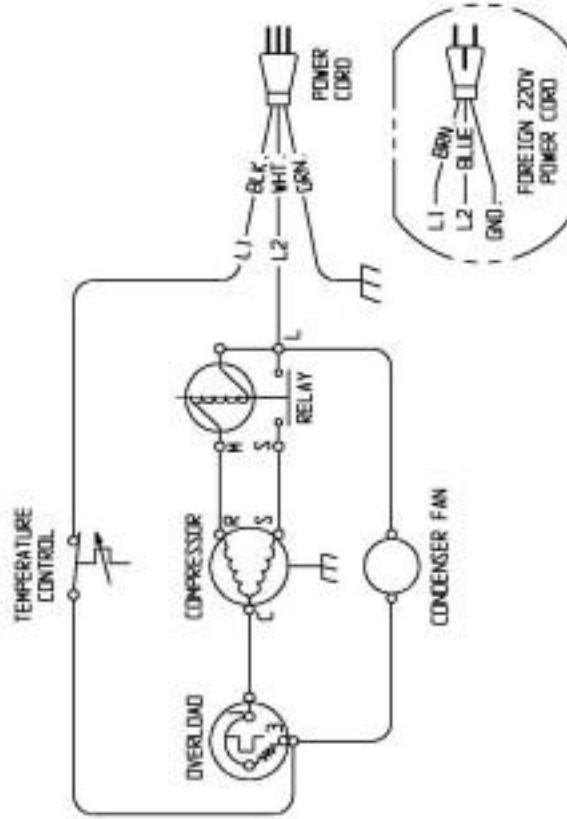 TEMPERATURE
CONTROL
OVERLOAD
1
3
COMPRESSOR
C
R
S
M
S
RELAY
L
CONDENSER FAN
L1
BLK.
L2
WHT.
GRN.
POWER
CORD
L1
BRN
L2
BLUE
GND.
FOREIGN 220V
POWER CORD